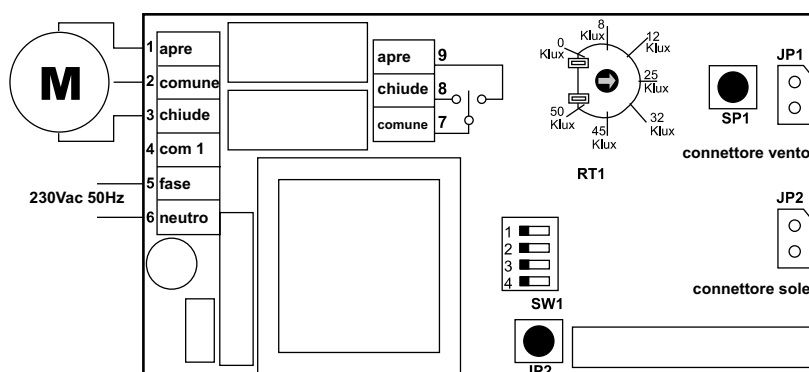 M
1 apre
2 comune
3 chiude
4 com 1
5 fase
6 neutro
230Vac 50Hz
apre 9
chiude 8
comune 7
0 Klux
8 Klux
12 Klux
25 Klux
32 Klux
45 Klux
50 Klux
RT1
SP1
JP1
connettore vento
JP2
connettore sole
1
2
3
4
SW1
JP2